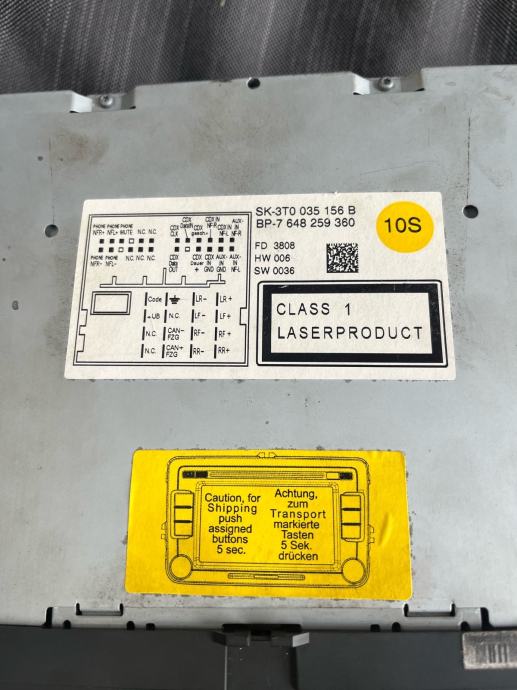 SK-3T0 035 156 B
BP-7 648 259 360
10S
FD 3808
HW 006
SW 0036
CLASS 1
LASERPRODUCT
PHONE PHONE PHONE
NFR- NFL+ MUTE N.C. N.C.
PHONE PHONE
NFR- NFL-
CDX CLK
CDX DataIN
CDX gesch+
CDX IN NF-R
CDX IN NF-L
AUX-IN NF-R
CDX Data OUT
CDX Dauer +
CDX IN GND
AUX-IN GND
AUX-IN NF-L
Code LR- LR+
+UB N.C. LF- LF+
N.C. CAN- FZG RF- RF+
N.C. CAN+ FZG RR- RR+
Caution, for
Shipping
push
assigned
buttons
5 sec.
Achtung,
zum
Transport
markierte
Tasten
5 Sek.
drücken